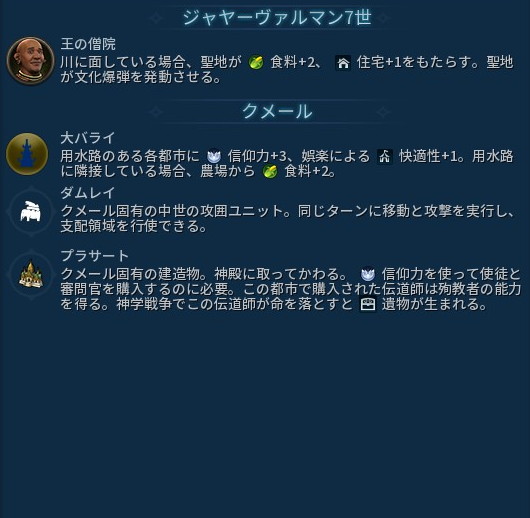 ジャヤーヴァルマン7世
王の僧院
川に面している場合、聖地が 食料+2、 住宅+1をもたらす。聖地
が文化爆弾を発動させる。
クメール
大バライ
用水路のある各都市に 信仰力+3、娯楽による 快適性+1。用水路
に隣接している場合、農場から 食料+2。
ダムレイ
クメール固有の中世の攻囲ユニット。同じターンに移動と攻撃を実行し、
支配領域を行使できる。
プラサート
クメール固有の建造物。神殿に取ってかわる。 信仰力を使って使徒と
審問官を購入するのに必要。この都市で購入された伝道師は殉教者の能力
を得る。神学戦争でこの伝道師が命を落とすと 遺物が生まれる。